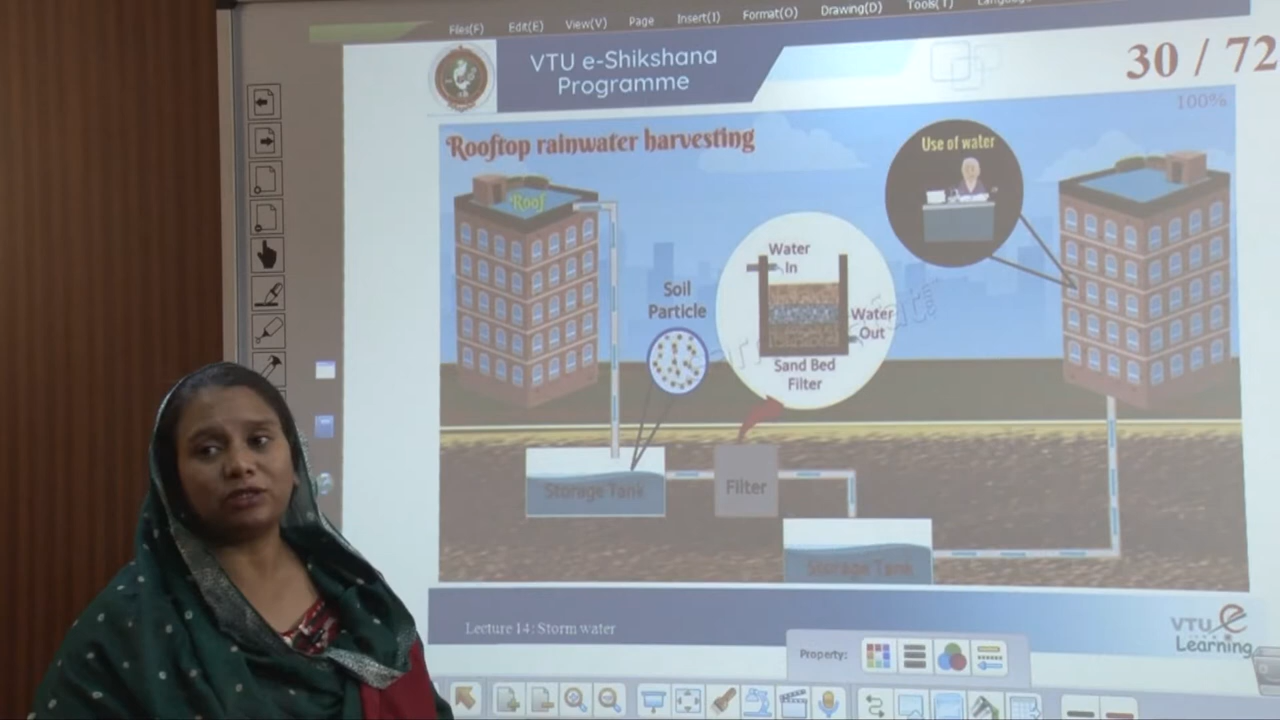 Files(F) Edit(E) View(V) Page Insert(I) Format(O) Drawing(D) Tools(T)
VTU e-Shikshana
Programme
30 / 72
100%
Rooftop rainwater harvesting
Use of water
Roof
Water
In
Soil
Particle
Water
Out
Sand Bed
Filter
Storage Tank
Filter
Storage Tank
Lecture 14: Storm water
VTU e
Learning
Property: